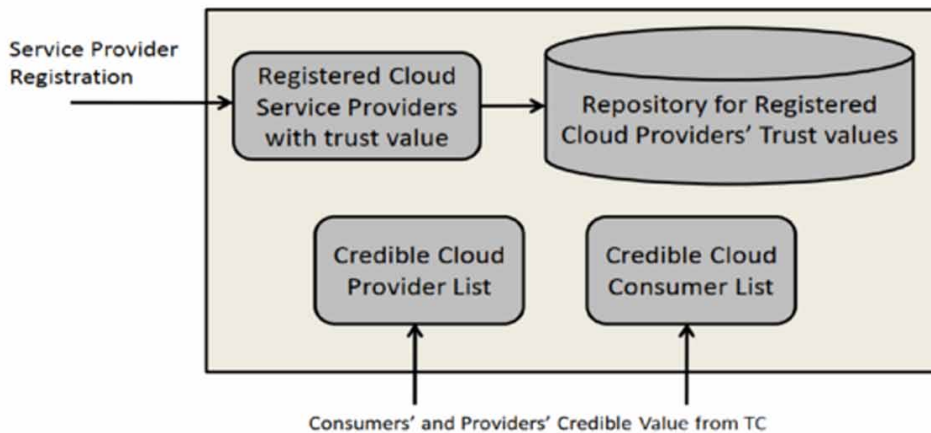 Service Provider
Registration
Registered Cloud
Service Providers
with trust value
Repository for Registered
Cloud Providers' Trust values
Credible Cloud
Provider List
Credible Cloud
Consumer List
Consumers' and Providers' Credible Value from TC